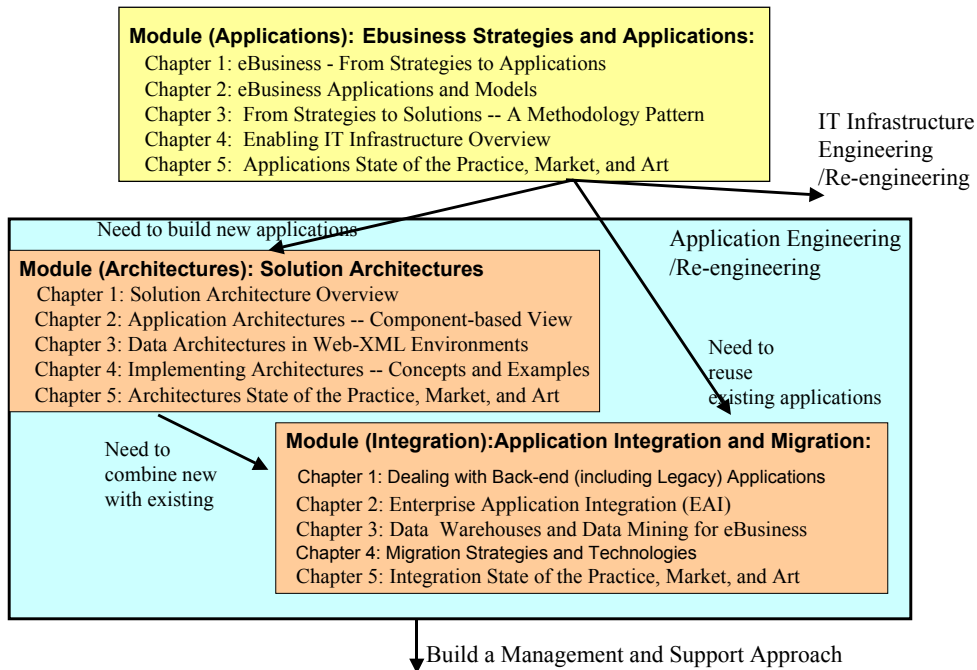 Module (Applications): Ebusiness Strategies and Applications:
Chapter 1: eBusiness - From Strategies to Applications
Chapter 2: eBusiness Applications and Models
Chapter 3:  From Strategies to Solutions -- A Methodology Pattern
Chapter 4:  Enabling IT Infrastructure Overview
Chapter 5:  Applications State of the Practice, Market, and Art
IT Infrastructure
Engineering
/Re-engineering
Need to build new applications
Application Engineering
/Re-engineering
Module (Architectures): Solution Architectures
Chapter 1: Solution Architecture Overview
Chapter 2: Application Architectures -- Component-based View
Chapter 3: Data Architectures in Web-XML Environments
Chapter 4: Implementing Architectures -- Concepts and Examples
Chapter 5: Architectures State of the Practice, Market, and Art
Need to
reuse
existing applications
Need to
combine new
with existing
Module (Integration):Application Integration and Migration:
Chapter 1: Dealing with Back-end (including Legacy) Applications
Chapter 2: Enterprise Application Integration (EAI)
Chapter 3: Data  Warehouses and Data Mining for eBusiness
Chapter 4: Migration Strategies and Technologies
Chapter 5: Integration State of the Practice, Market, and Art
Build a Management and Support Approach